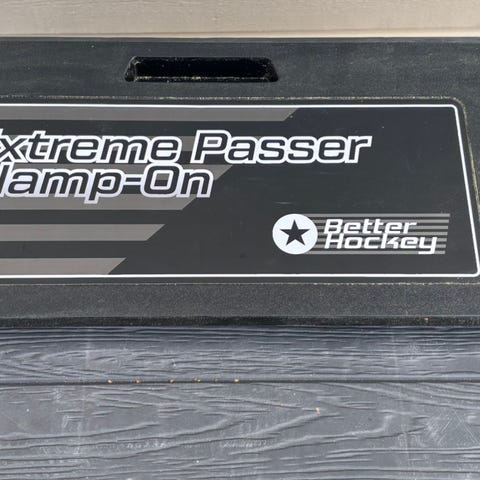 xtreme Passer
lamp-On
Better
Hockey